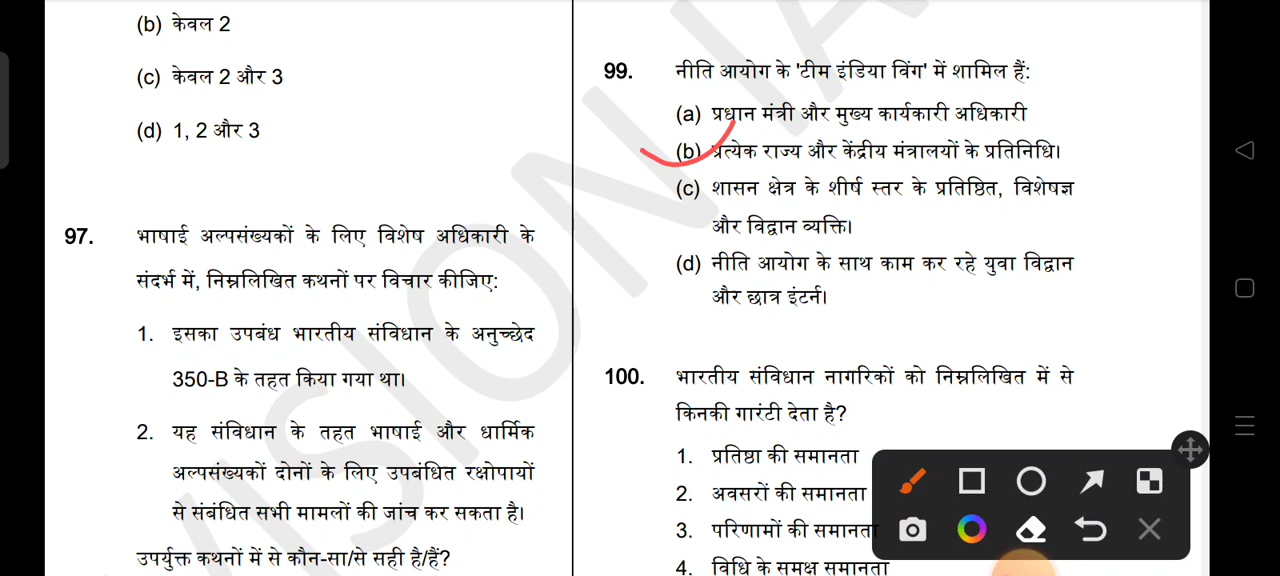 (b) केवल 2
(c) केवल 2 और 3
(d) 1, 2 और 3
97. भाषाई अल्पसंख्यकों के लिए विशेष अधिकारी के
संदर्भ में, निम्नलिखित कथनों पर विचार कीजिए:
1. इसका उपबंध भारतीय संविधान के अनुच्छेद
350-B के तहत किया गया था।
2. यह संविधान के तहत भाषाई और धार्मिक
अल्पसंख्यकों दोनों के लिए उपबंधित रक्षोपायों
से संबंधित सभी मामलों की जांच कर सकता है।
उपर्युक्त कथनों में से कौन-सा/से सही है/हैं?
99. नीति आयोग के 'टीम इंडिया विंग' में शामिल हैं:
(a) प्रधान मंत्री और मुख्य कार्यकारी अधिकारी
(b) प्रत्येक राज्य और केंद्रीय मंत्रालयों के प्रतिनिधि।
(c) शासन क्षेत्र के शीर्ष स्तर के प्रतिष्ठित, विशेषज्ञ
और विद्वान व्यक्ति।
(d) नीति आयोग के साथ काम कर रहे युवा विद्वान
और छात्र इंटर्न।
100. भारतीय संविधान नागरिकों को निम्नलिखित में से
किनकी गारंटी देता है?
1. प्रतिष्ठा की समानता
2. अवसरों की समानता
3. परिणामों की समानता
4. विधि के समक्ष समानता
VISION IA